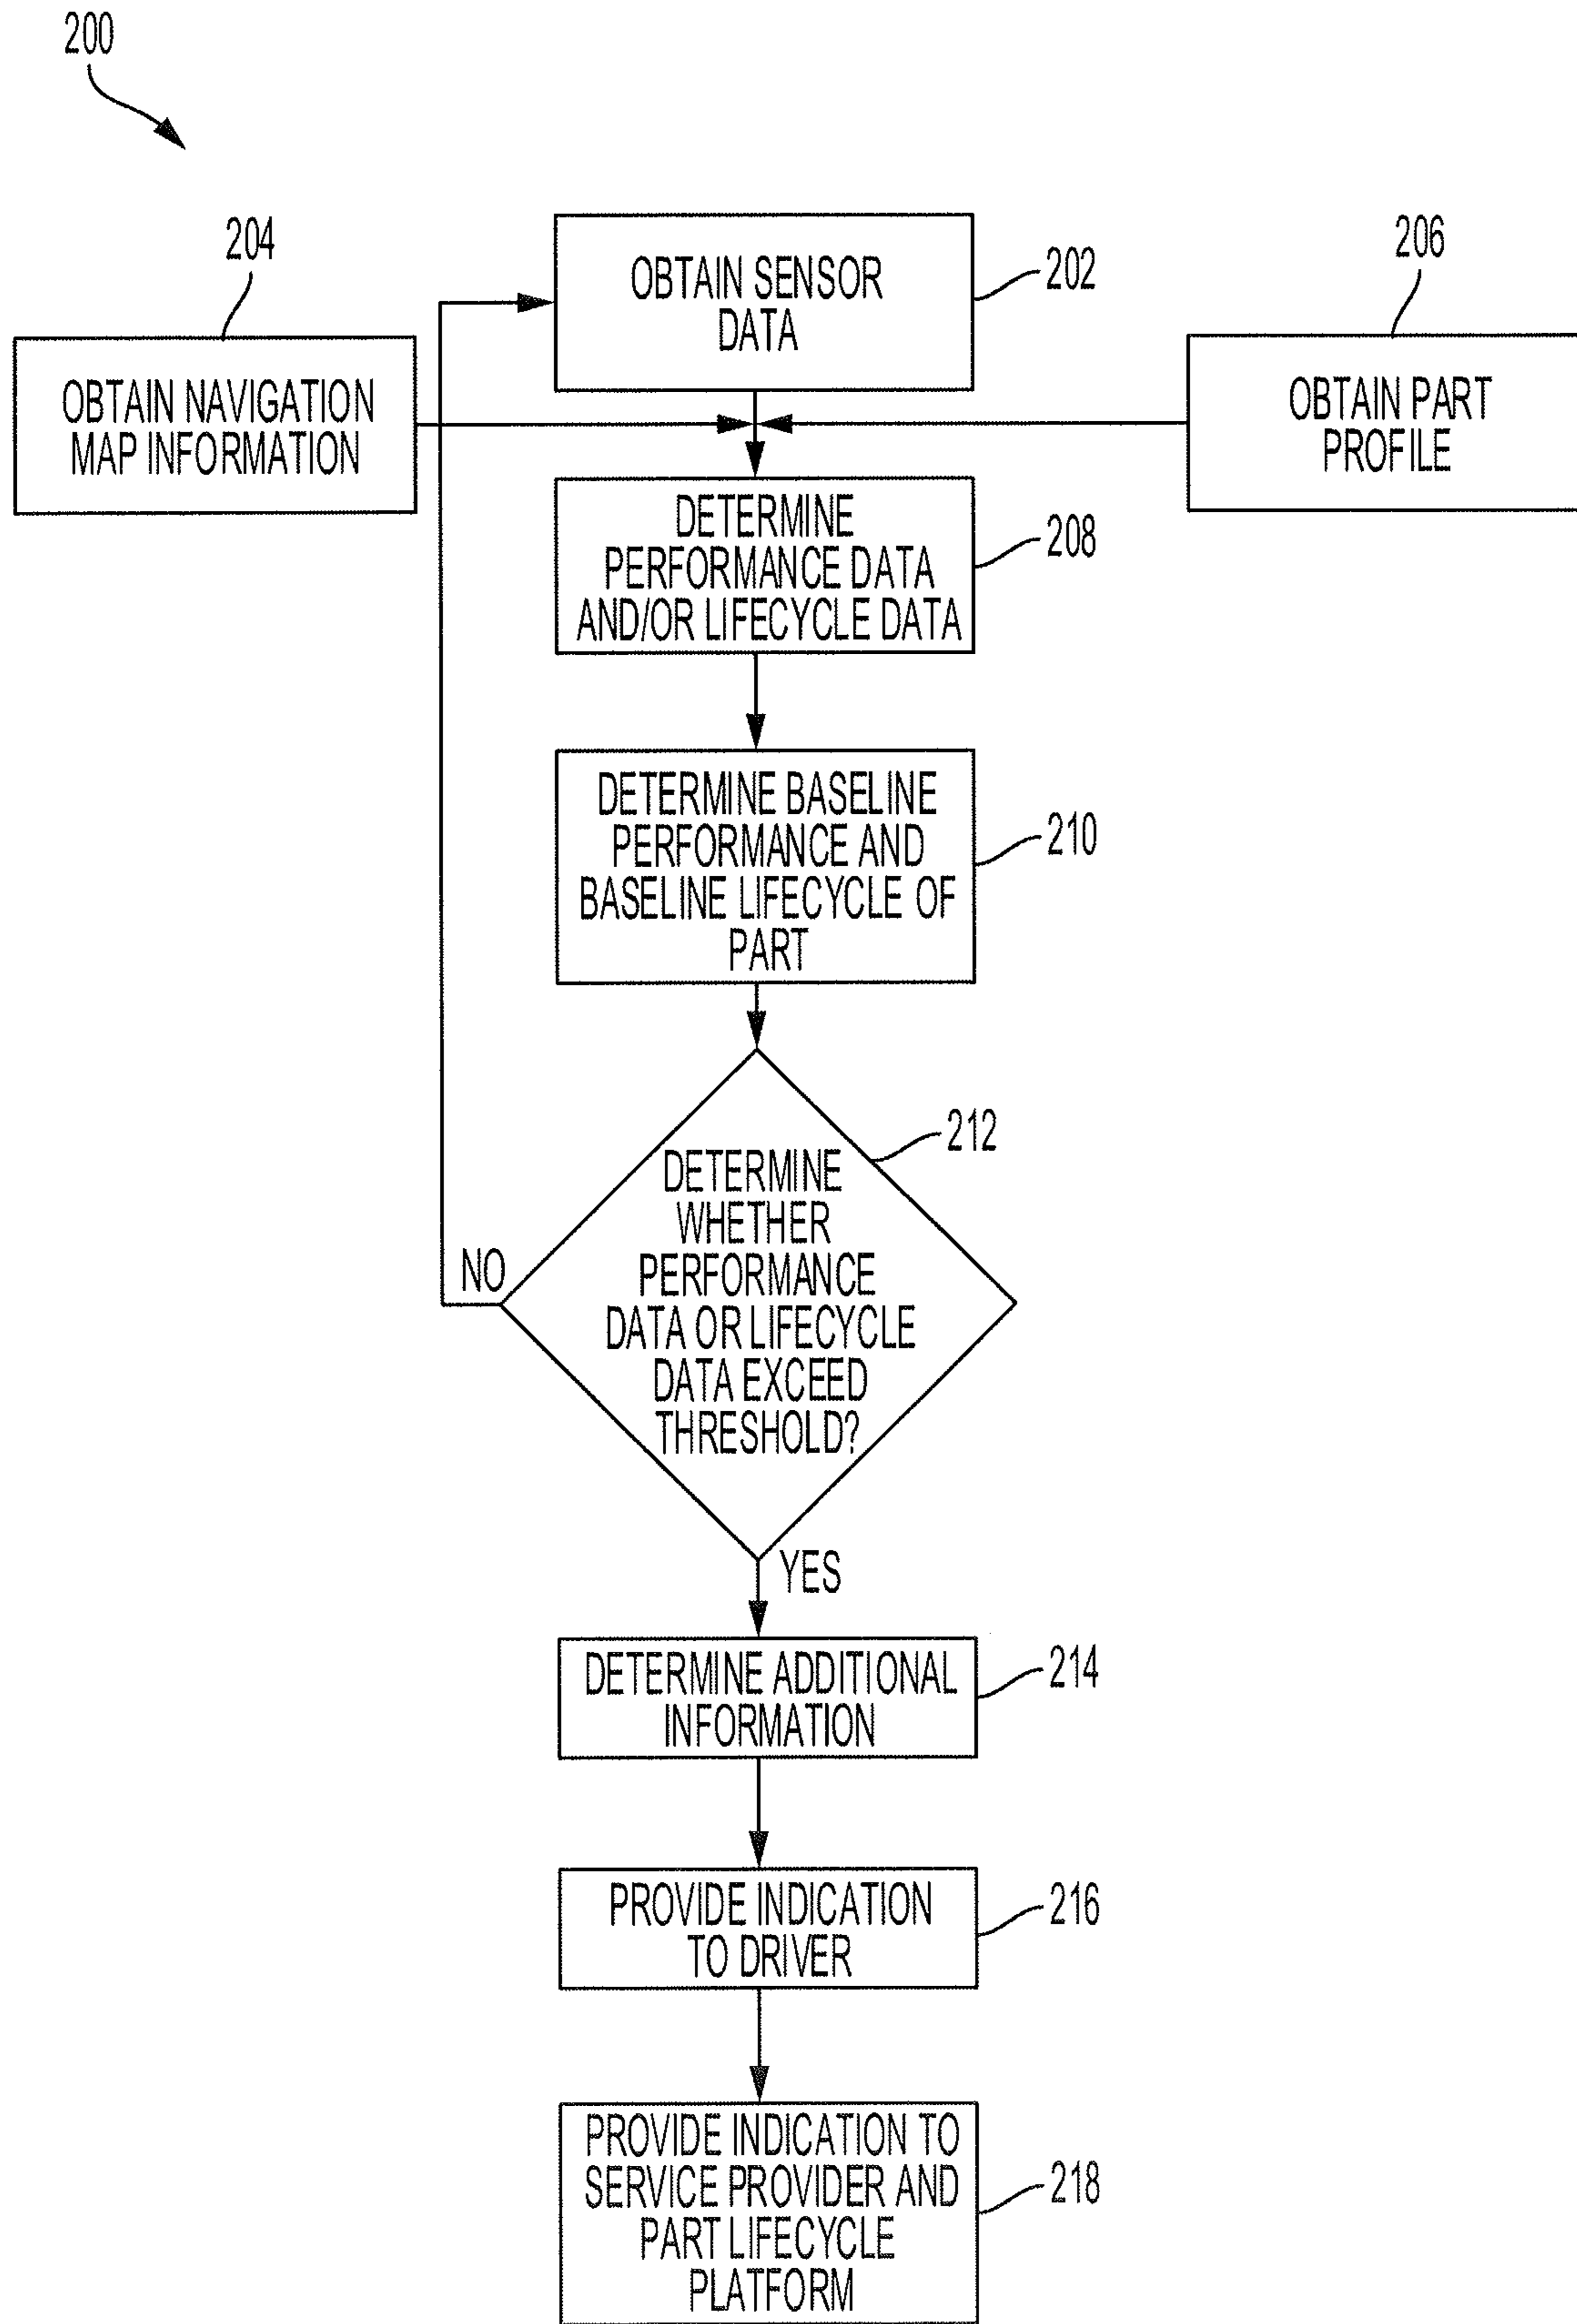 200
204
OBTAIN SENSOR
DATA
202
206
OBTAIN NAVIGATION
MAP INFORMATION
OBTAIN PART
PROFILE
DETERMINE
PERFORMANCE DATA
AND/OR LIFECYCLE DATA
208
DETERMINE BASELINE
PERFORMANCE AND
BASELINE LIFECYCLE OF
PART
210
DETERMINE
WHETHER
PERFORMANCE
DATA OR LIFECYCLE
DATA EXCEED
THRESHOLD?
212
NO
YES
DETERMINE ADDITIONAL
INFORMATION
214
PROVIDE INDICATION
TO DRIVER
216
PROVIDE INDICATION TO
SERVICE PROVIDER AND
PART LIFECYCLE
PLATFORM
218